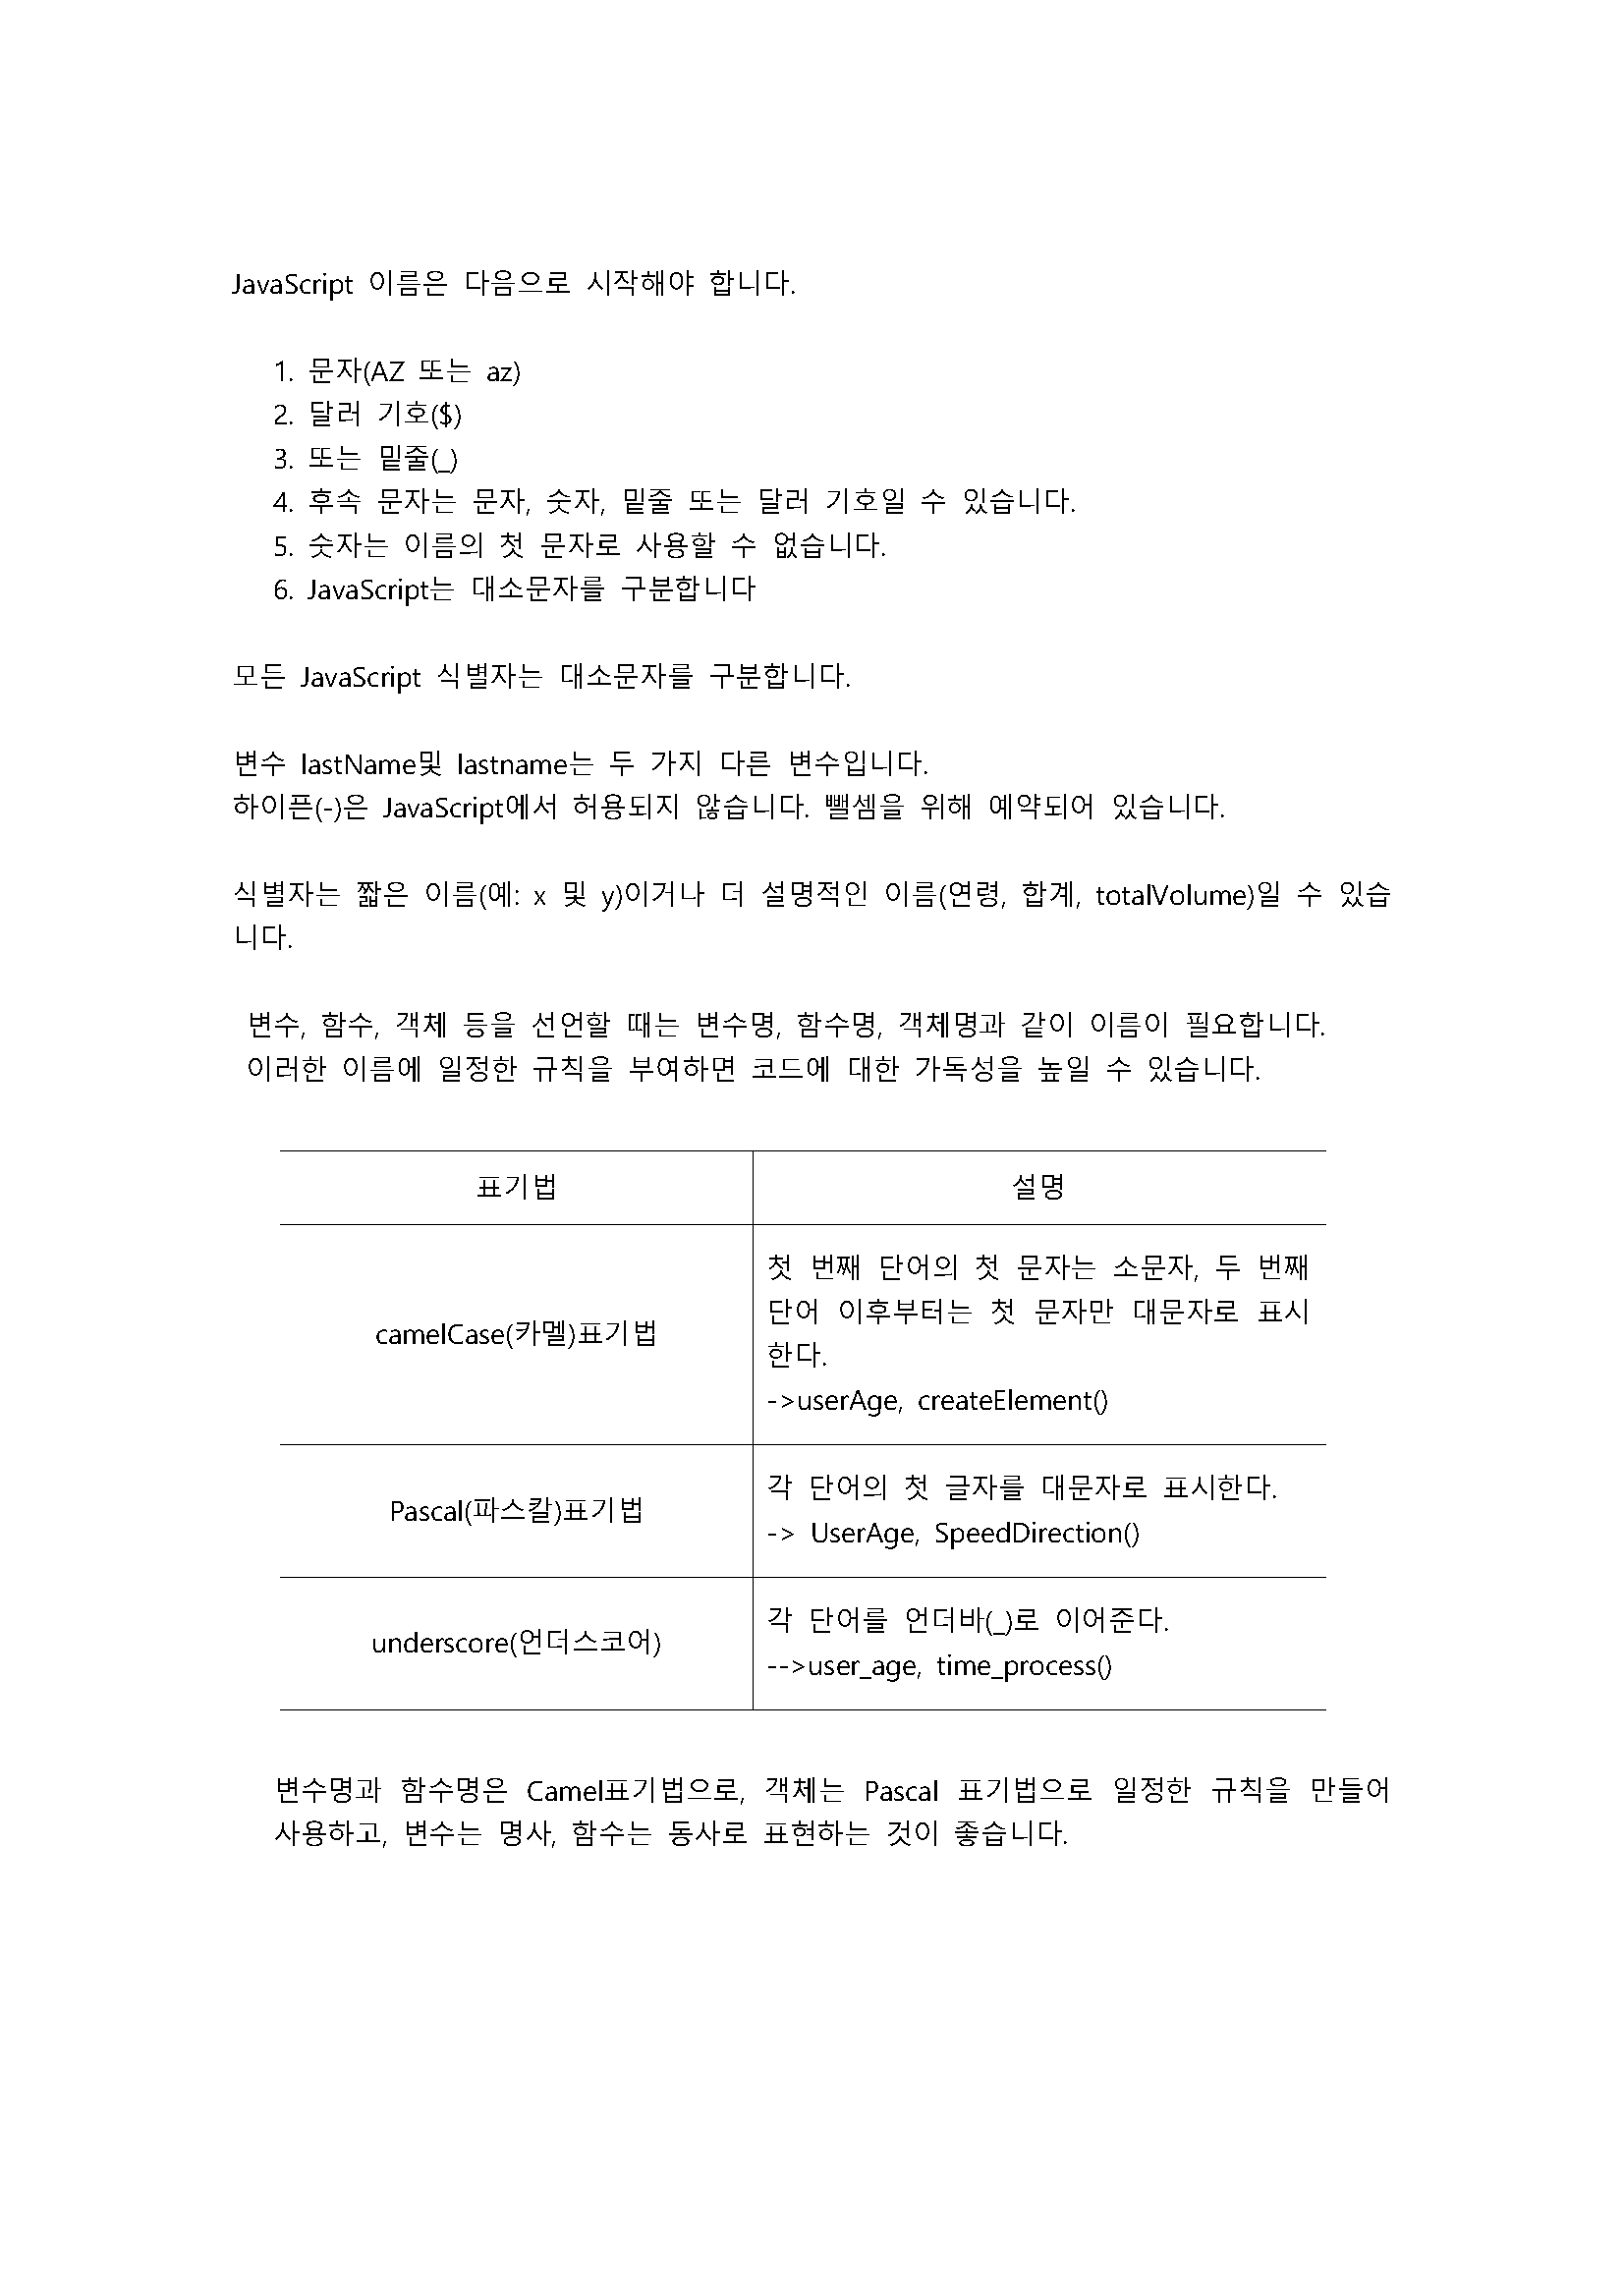 JavaScript 이름은 다음으로 시작해야 합니다.
1. 문자(AZ 또는 az)
2. 달러 기호($)
3. 또는 밑줄(_)
4. 후속 문자는 문자, 숫자, 밑줄 또는 달러 기호일 수 있습니다.
5. 숫자는 이름의 첫 문자로 사용할 수 없습니다.
6. JavaScript는 대소문자를 구분합니다
모든 JavaScript 식별자는 대소문자를 구분합니다.
변수 lastName및 lastname는 두 가지 다른 변수입니다.
하이픈(-)은 JavaScript에서 허용되지 않습니다. 뺄셈을 위해 예약되어 있습니다.
식별자는 짧은 이름(예: x 및 y)이거나 더 설명적인 이름(연령, 합계, totalVolume)일 수 있습
니다.
변수, 함수, 객체 등을 선언할 때는 변수명, 함수명, 객체명과 같이 이름이 필요합니다.
이러한 이름에 일정한 규칙을 부여하면 코드에 대한 가독성을 높일 수 있습니다.
표기법 설명
camelCase(카멜)표기법
첫 번째 단어의 첫 문자는 소문자, 두 번째
단어 이후부터는 첫 문자만 대문자로 표시
한다.
->userAge, createElement()
Pascal(파스칼)표기법
각 단어의 첫 글자를 대문자로 표시한다.
-> UserAge, SpeedDirection()
underscore(언더스코어)
각 단어를 언더바(_)로 이어준다.
-->user_age, time_process()
변수명과 함수명은 Camel표기법으로, 객체는 Pascal 표기법으로 일정한 규칙을 만들어
사용하고, 변수는 명사, 함수는 동사로 표현하는 것이 좋습니다.